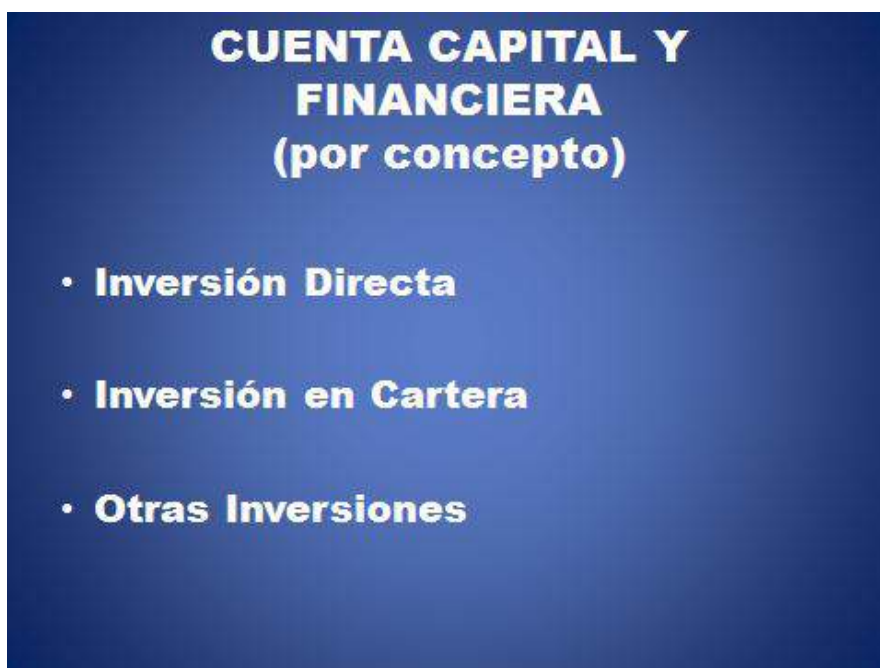 CUENTA CAPITAL Y
FINANCIERA
(por concepto)
• Inversión Directa
• Inversión en Cartera
• Otras Inversiones